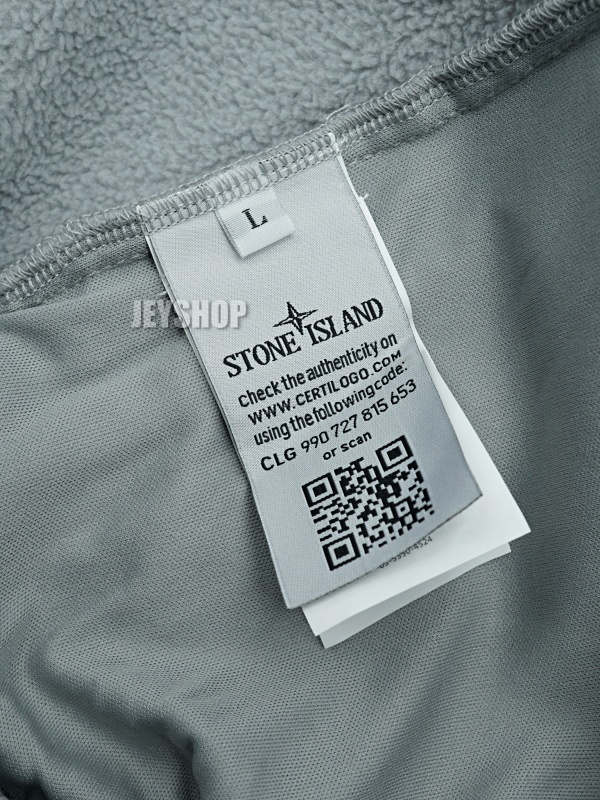 L
JEYSHOP
STONE ISLAND
Check the authenticity on
WWW.CERTILOGO.COM
using the following code:
CLG 990 727 815 653
or scan